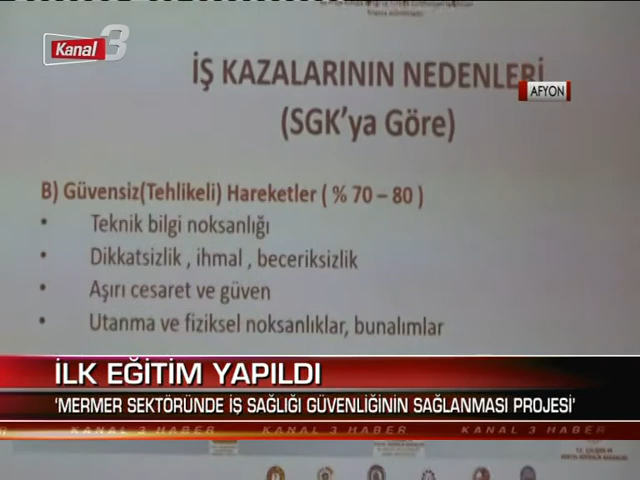 Kanal 3
İŞ KAZALARININ NEDENLERİ
AFYON
(SGK'ya Göre)
B) Güvensiz(Tehlikeli) Hareketler ( % 70 – 80 )
• Teknik bilgi noksanlığı
• Dikkatsizlik , ihmal , beceriksizlik
• Aşırı cesaret ve güven
• Utanma ve fiziksel noksanlıklar, bunalımlar
İLK EĞİTİM YAPILDI
'MERMER SEKTÖRÜNDE İŞ SAĞLIĞI GÜVENLİĞİNİN SAĞLANMASI PROJESİ'
KANAL 3 HABER KANAL 3 HABER KANAL 3 HABER